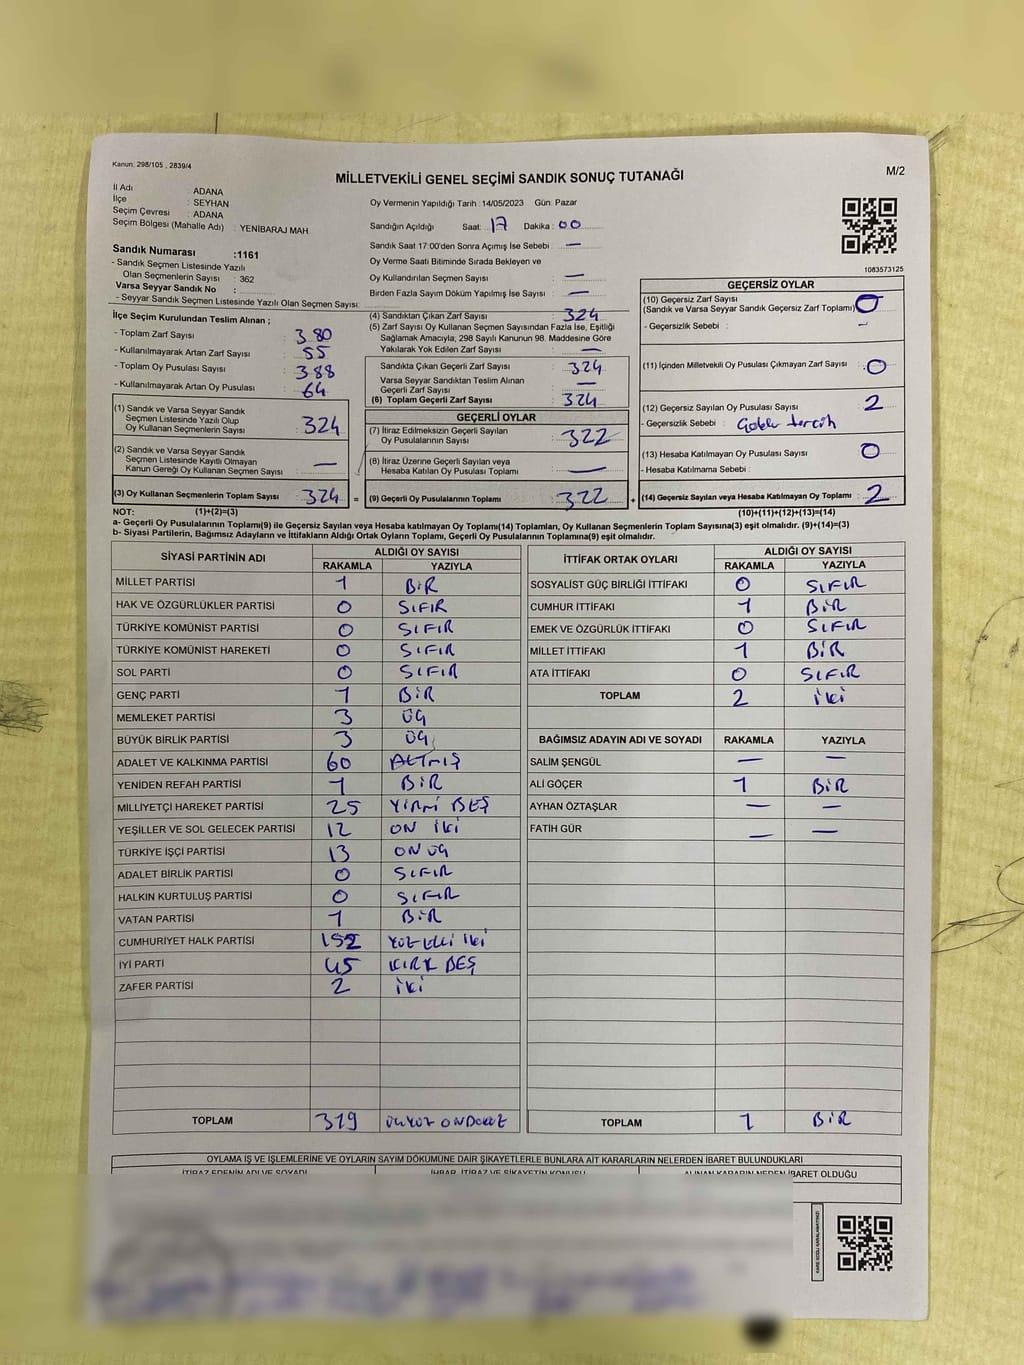 Kanun: 298/105 , 2839/4
MİLLETVEKİLİ GENEL SEÇİMİ SANDIK SONUÇ TUTANAĞI
M/2
İl Adı : ADANA
İlçe : SEYHAN
Seçim Çevresi : ADANA
Seçim Bölgesi (Mahalle Adı) : YENİBARAJ MAH
Sandık Numarası :1161
- Sandık Seçmen Listesinde Yazılı
Olan Seçmenlerin Sayısı : 362
Varsa Seyyar Sandık No :
- Seyyar Sandık Seçmen Listesinde Yazılı Olan Seçmen Sayısı:
Oy Vermenin Yapıldığı Tarih :14/05/2023 Gün: Pazar
Sandığın Açıldığı Saat: 17 Dakika: 00
Sandık Saat 17:00'den Sonra Açımış İse Sebebi : —
Oy Verme Saati Bitiminde Sırada Bekleyen ve
Oy Kullandırılan Seçmen Sayısı : —
Birden Fazla Sayım Döküm Yapılmış İse Sayısı : —
1083573125
İlçe Seçim Kurulundan Teslim Alınan ;
- Toplam Zarf Sayısı : 380
- Kullanılmayarak Artan Zarf Sayısı : 55
- Toplam Oy Pusulası Sayısı : 388
- Kullanılmayarak Artan Oy Pusulası : 64
(1) Sandık ve Varsa Seyyar Sandık
Seçmen Listesinde Yazılı Olup
Oy Kullanan Seçmenlerin Sayısı : 324
(2) Sandık ve Varsa Seyyar Sandık
Seçmen Listesinde Kayıtlı Olmayan
Kanun Gereği Oy Kullanan Seçmen Sayısı : —
(3) Oy Kullanan Seçmenlerin Toplam Sayısı : 324 =
(4) Sandıktan Çıkan Zarf Sayısı : 324
(5) Zarf Sayısı Oy Kullanan Seçmen Sayısından Fazla İse, Eşitliği
Sağlamak Amacıyla, 298 Sayılı Kanunun 98. Maddesine Göre
Yakılarak Yok Edilen Zarf Sayısı : —
Sandıkta Çıkan Geçerli Zarf Sayısı : 324
Varsa Seyyar Sandıktan Teslim Alınan
Geçerli Zarf Sayısı : —
(6) Toplam Geçerli Zarf Sayısı : 324
GEÇERLİ OYLAR
(7) İtiraz Edilmeksizin Geçerli Sayılan
Oy Pusulalarının Sayısı : 322
(8) İtiraz Üzerine Geçerli Sayılan veya
Hesaba Katılan Oy Pusulası Toplamı : —
(9) Geçerli Oy Pusulalarının Toplamı : 322 +
GEÇERSİZ OYLAR
(10) Geçersiz Zarf Sayısı
(Sandık ve Varsa Seyyar Sandık Geçersiz Zarf Toplamı) 0
- Geçersizlik Sebebi : —
(11) İçinden Milletvekili Oy Pusulası Çıkmayan Zarf Sayısı : 0
(12) Geçersiz Sayılan Oy Pusulası Sayısı : 2
- Geçersizlik Sebebi : Çoklu tercih
(13) Hesaba Katılmayan Oy Pusulası Sayısı : 0
- Hesaba Katılmama Sebebi :
(14) Geçersiz Sayılan veya Hesaba Katılmayan Oy Toplamı : 2
NOT: (1)+(2)=(3) (10)+(11)+(12)+(13)=(14)
a- Geçerli Oy Pusulalarının Toplamı(9) ile Geçersiz Sayılan veya Hesaba katılmayan Oy Toplamı(14) Toplamları, Oy Kullanan Seçmenlerin Toplam Sayısına(3) eşit olmalıdır. (9)+(14)=(3)
b- Siyasi Partilerin, Bağımsız Adayların ve İttifakların Aldığı Ortak Oyların Toplamı, Geçerli Oy Pusulalarının Toplamına(9) eşit olmalıdır.
SİYASİ PARTİNİN ADI ALDIĞI OY SAYISI
RAKAMLA YAZIYLA
MİLLET PARTİSİ 1 BİR
HAK VE ÖZGÜRLÜKLER PARTİSİ 0 SIFIR
TÜRKİYE KOMÜNİST PARTİSİ 0 SIFIR
TÜRKİYE KOMÜNİST HAREKETİ 0 SIFIR
SOL PARTİ 0 SIFIR
GENÇ PARTİ 1 BİR
MEMLEKET PARTİSİ 3 ÜÇ
BÜYÜK BİRLİK PARTİSİ 3 ÜÇ
ADALET VE KALKINMA PARTİSİ 60 ALTMIŞ
YENİDEN REFAH PARTİSİ 1 BİR
MİLLİYETÇİ HAREKET PARTİSİ 25 YİRMİ BEŞ
YEŞİLLER VE SOL GELECEK PARTİSİ 12 ON İKİ
TÜRKİYE İŞÇİ PARTİSİ 13 ON ÜÇ
ADALET BİRLİK PARTİSİ 0 SIFIR
HALKIN KURTULUŞ PARTİSİ 0 SIFIR
VATAN PARTİSİ 1 BİR
CUMHURİYET HALK PARTİSİ 152 YÜZ ELLİ İKİ
İYİ PARTİ 45 KIRK BEŞ
ZAFER PARTİSİ 2 İKİ
TOPLAM 319 ÜÇYÜZ ONDOKUZ
İTTİFAK ORTAK OYLARI ALDIĞI OY SAYISI
RAKAMLA YAZIYLA
SOSYALİST GÜÇ BİRLİĞİ İTTİFAKI 0 SIFIR
CUMHUR İTTİFAKI 1 BİR
EMEK VE ÖZGÜRLÜK İTTİFAKI 0 SIFIR
MİLLET İTTİFAKI 1 BİR
ATA İTTİFAKI 0 SIFIR
TOPLAM 2 İKİ
BAĞIMSIZ ADAYIN ADI VE SOYADI RAKAMLA YAZIYLA
SALİM ŞENGÜL — —
ALİ GÖÇER 1 BİR
AYHAN ÖZTAŞLAR — —
FATİH GÜR — —
TOPLAM 1 BİR
OYLAMA İŞ VE İŞLEMLERİNE VE OYLARIN SAYIM DÖKÜMÜNE DAİR ŞİKAYETLERLE BUNLARA AİT KARARLARIN NELERDEN İBARET BULUNDUKLARI
İTİRAZ EDENİN ADI VE SOYADI İHBAR, İTİRAZ VE ŞİKAYETİN KONUSU ALINAN KARARIN NEDEN İBARET OLDUĞU